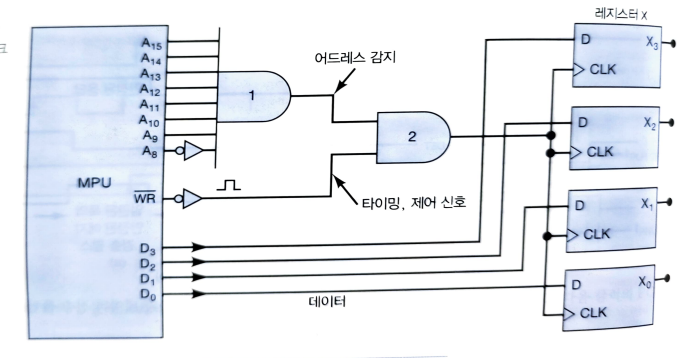 레지스터 X
크
A15
A14
A13
A12
A11
A10
A9
A8
MPU
WR
D3
D2
D1
D0
1
어드레스 감지
2
타이밍, 제어 신호
데이터
D X3
CLK
D X2
CLK
D X1
CLK
D X0
CLK